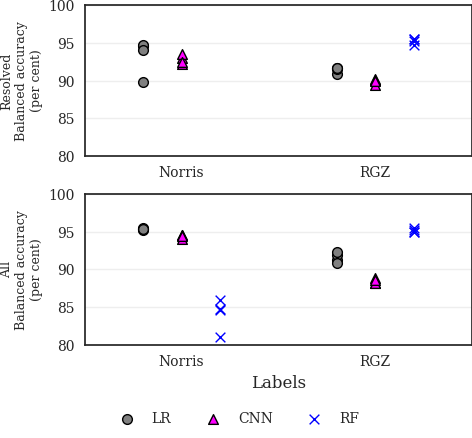 100
95
90
85
80
Resolved
Balanced accuracy
(per cent)
Norris RGZ
100
95
90
85
80
All
Balanced accuracy
(per cent)
Norris RGZ
Labels
LR CNN RF